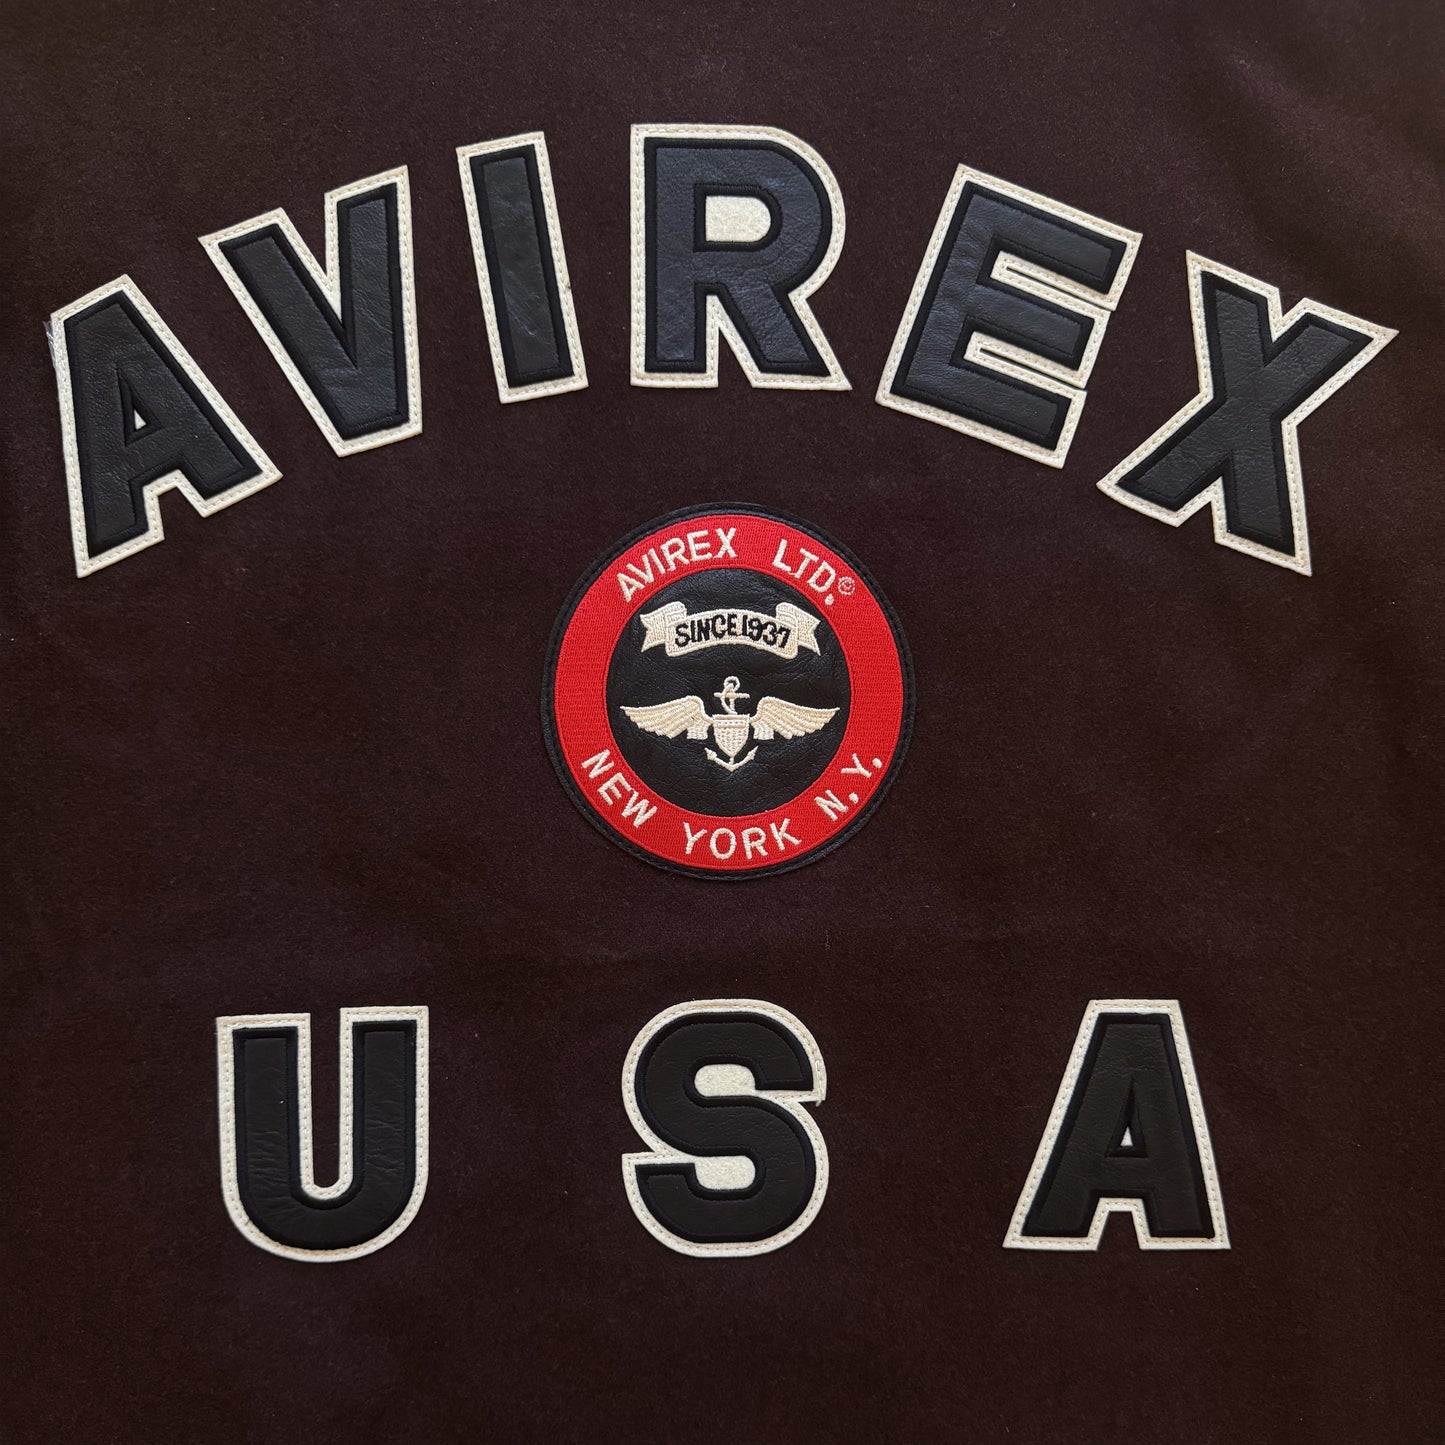 AVIREX
AVIREX LTD.®
SINCE 1937
NEW YORK N.Y.
USA